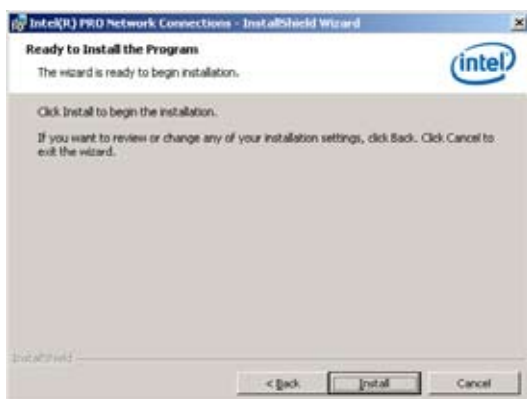 Intel(R) PRO Network Connections - InstallShield Wizard
Ready to Install the Program
The wizard is ready to begin installation.
intel
Click Install to begin the installation.
If you want to review or change any of your installation settings, click Back. Click Cancel to
exit the wizard.
InstallShield
< Back
Install
Cancel